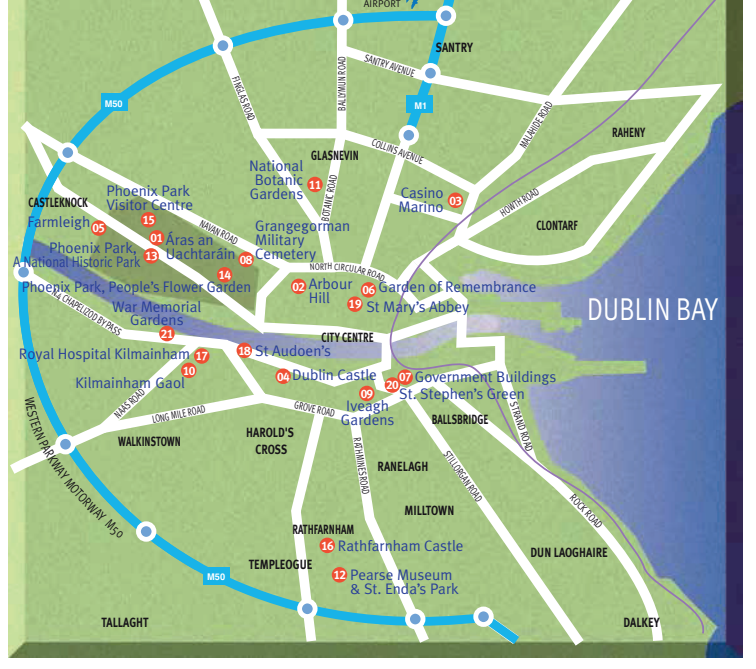 AIRPORT
SANTRY
SANTRY AVENUE
M50
M1
FINGLAS ROAD
BALLYMUN ROAD
MALAHIDE ROAD
RAHENY
COLLINS AVENUE
GLASNEVIN
National
Botanic
Gardens
11
BOTANIC ROAD
Casino
Marino
03
HOWTH ROAD
CLONTARF
CASTLEKNOCK
Phoenix Park
Visitor Centre
15
Farmleigh 05
NAVAN ROAD
01 Áras an
Uachtaráin
Phoenix Park,
A National Historic Park
13
Grangegorman
Military
Cemetery
08
14
Phoenix Park, People's Flower Garden
NORTH CIRCULAR ROAD
02 Arbour
Hill
06 Garden of Remembrance
19 St Mary's Abbey
DUBLIN BAY
N4 CHAPELIZOD BY PASS
War Memorial
Gardens
21
CITY CENTRE
Royal Hospital Kilmainham 17
18 St Audoen's
10
Kilmainham Gaol
04 Dublin Castle
07 Government Buildings
20 St. Stephen's Green
09
Iveagh
Gardens
NAAS ROAD
LONG MILE ROAD
GROVE ROAD
BALLSBRIDGE
STRAND ROAD
WALKINSTOWN
HAROLD'S
CROSS
RATHMINES ROAD
RANELAGH
STILLORGAN ROAD
WESTERN PARKWAY MOTORWAY M50
MILLTOWN
ROCK ROAD
RATHFARNHAM
16 Rathfarnham Castle
DUN LAOGHAIRE
TEMPLEOGUE
M50
12 Pearse Museum
& St. Enda's Park
TALLAGHT
DALKEY